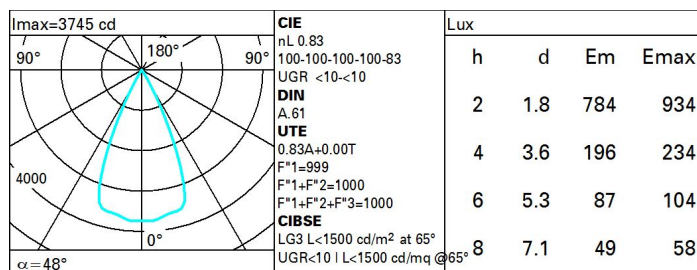 Imax=3745 cd
90°
180°
90°
4000
0°
α=48°
CIE
nL 0.83
100-100-100-100-83
UGR <10-<10
DIN
A.61
UTE
0.83A+0.00T
F"1=999
F"1+F"2=1000
F"1+F"2+F"3=1000
CIBSE
LG3 L<1500 cd/m² at 65°
UGR<10 | L<1500 cd/mq @65°
Lux
h d Em Emax
2 1.8 784 934
4 3.6 196 234
6 5.3 87 104
8 7.1 49 58